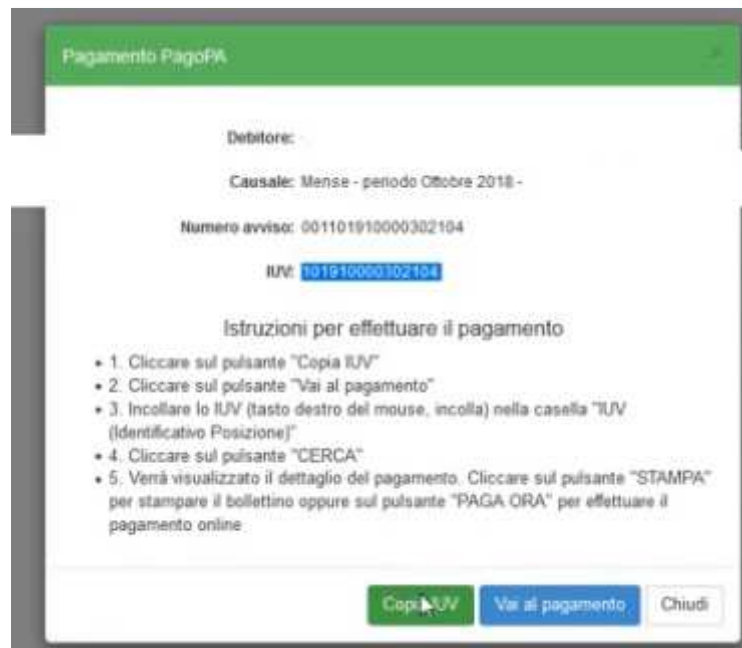 Pagamento PagoPA
Debitore:
Causale: Mense - periodo Ottobre 2018 -
Numero avviso: 001101910000302104
IUV: 101910000302104
Istruzioni per effettuare il pagamento
• 1. Cliccare sul pulsante "Copia IUV"
• 2. Cliccare sul pulsante "Vai al pagamento"
• 3. Incollare lo IUV (tasto destro del mouse, incolla) nella casella "IUV
(Identificativo Posizione)"
• 4. Cliccare sul pulsante "CERCA"
• 5. Verrà visualizzato il dettaglio del pagamento. Cliccare sul pulsante "STAMPA"
per stampare il bollettino oppure sul pulsante "PAGA ORA" per effettuare il
pagamento online
Copia IUV Vai al pagamento Chiudi